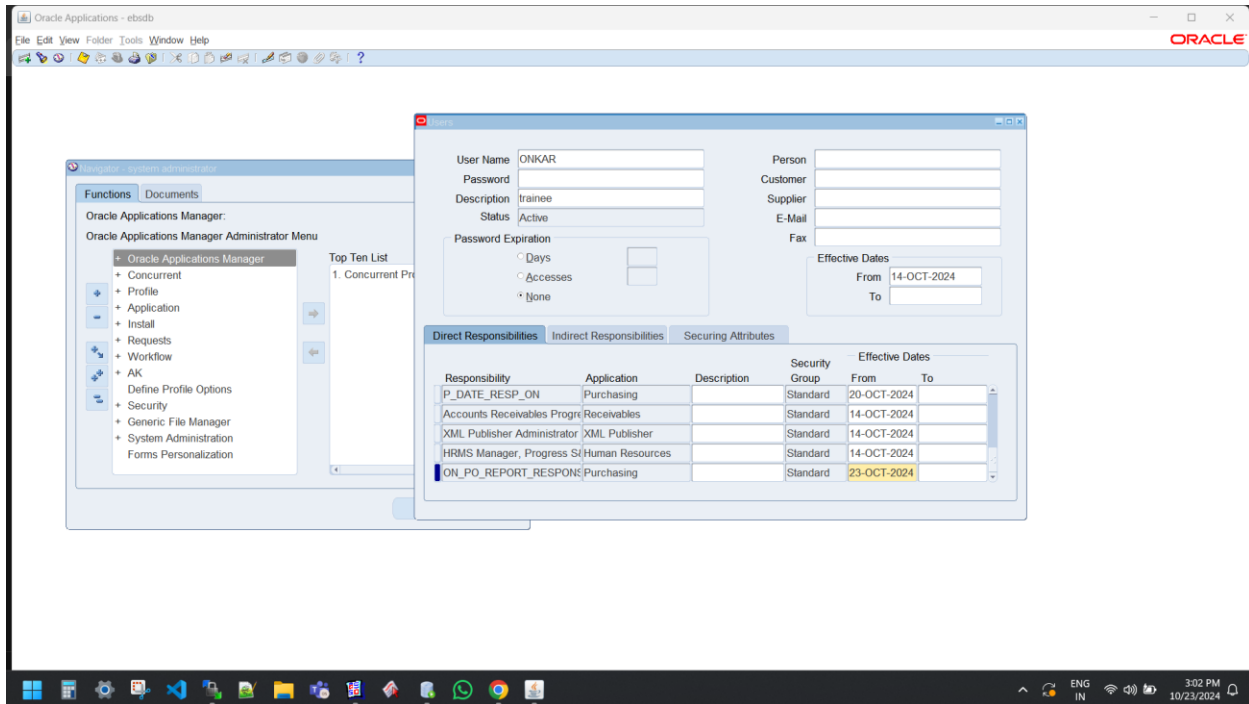 Oracle Applications - ebsdb
File Edit View Folder Tools Window Help
ORACLE
Users
User Name ONKAR
Person
Password
Customer
Description trainee
Supplier
Status Active
E-Mail
Password Expiration
Fax
Days
Accesses
None
Effective Dates
From 14-OCT-2024
To
Direct Responsibilities Indirect Responsibilities Securing Attributes
Effective Dates
Security
Responsibility Application Description Group From To
P_DATE_RESP_ON Purchasing Standard 20-OCT-2024
Accounts Receivables Progre Receivables Standard 14-OCT-2024
XML Publisher Administrator XML Publisher Standard 14-OCT-2024
HRMS Manager, Progress S& Human Resources Standard 14-OCT-2024
ON_PO_REPORT_RESPONS Purchasing Standard 23-OCT-2024
Navigator - system administrator
Functions Documents
Oracle Applications Manager:
Oracle Applications Manager Administrator Menu
+ Oracle Applications Manager
+ Concurrent
+ Profile
+ Application
+ Install
+ Requests
+ Workflow
+ AK
Define Profile Options
+ Security
+ Generic File Manager
+ System Administration
Forms Personalization
Top Ten List
1. Concurrent Pro
ENG
IN
3:02 PM
10/23/2024